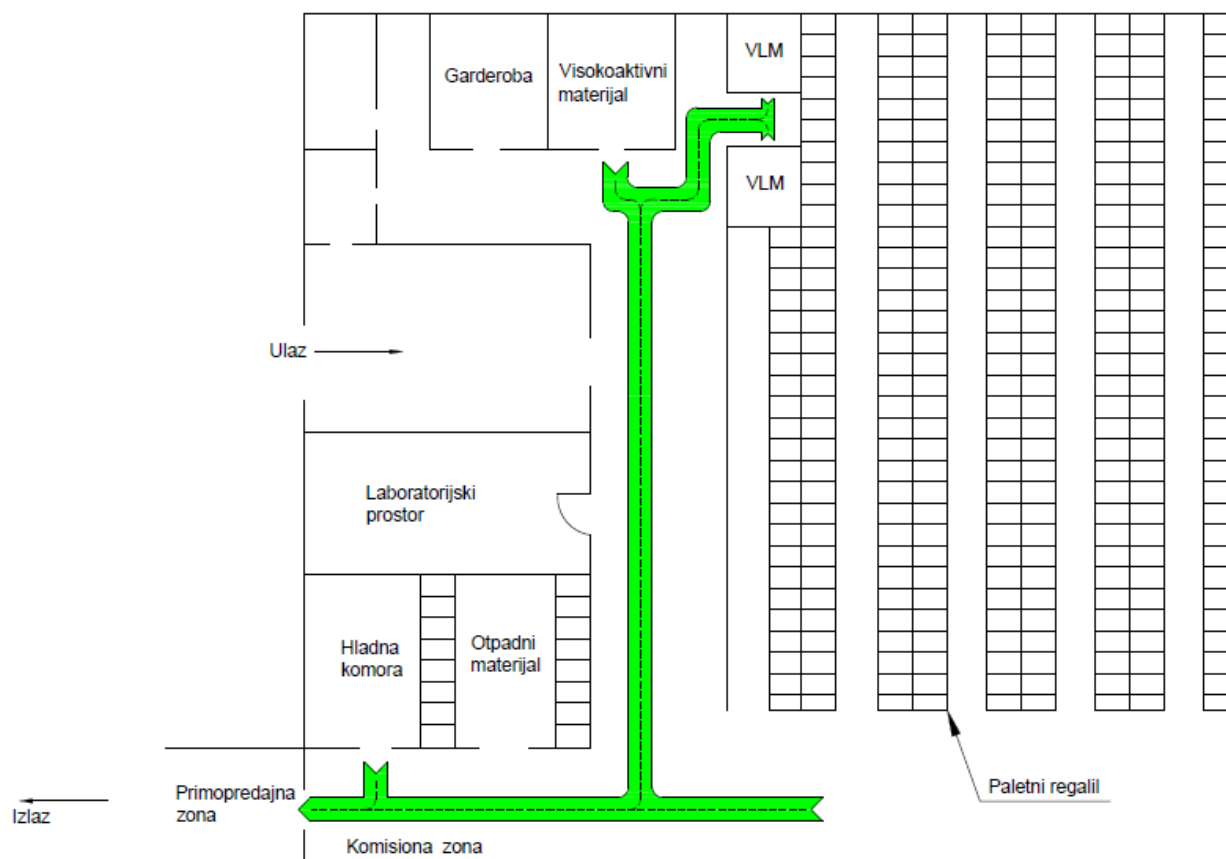 VLM
Garderoba
Visokoaktivni
materijal
VLM
Ulaz
Laboratorijski
prostor
Hladna
komora
Otpadni
materijal
Primopredajna
zona
Izlaz
Paletni regalil
Komisiona zona